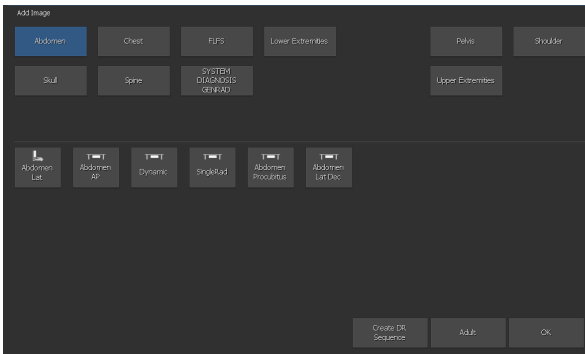 Add Image
Abdomen
Chest
FLFS
Lower Extremities
Pelvis
Shoulder
Skull
Spine
SYSTEM
DIAGNOSIS
GENRAD
Upper Extremities
Abdomen
Lat
Abdomen
AP
Dynamic
SingleRad
Abdomen
Procubitus
Abdomen
Lat Dec
Create DR
Sequence
Adult
OK